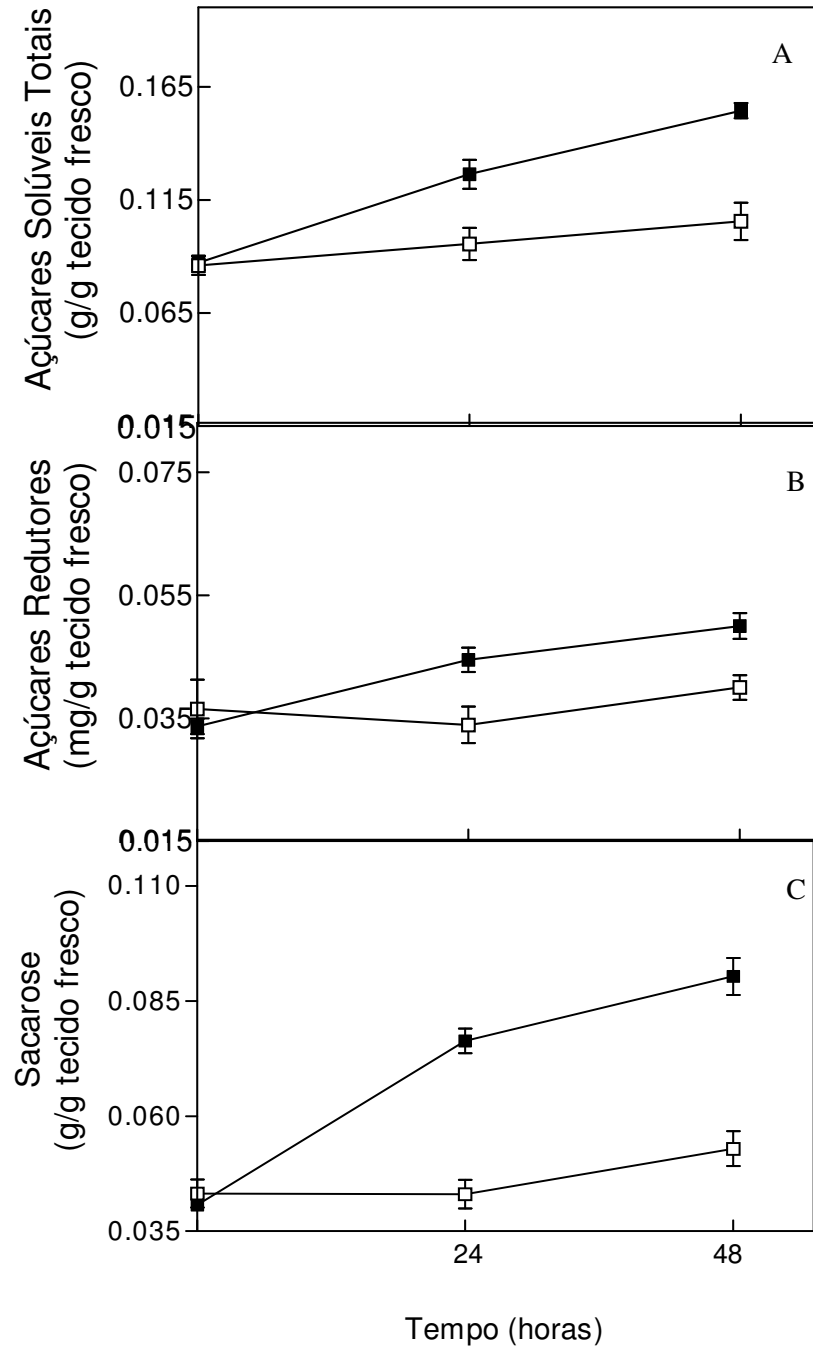 A
Açúcares Solúveis Totais
(g/g tecido fresco)
0.165
0.115
0.065
0.015
B
Açúcares Redutores
(mg/g tecido fresco)
0.075
0.055
0.035
0.015
C
Sacarose
(g/g tecido fresco)
0.110
0.085
0.060
0.035
24
48
Tempo (horas)